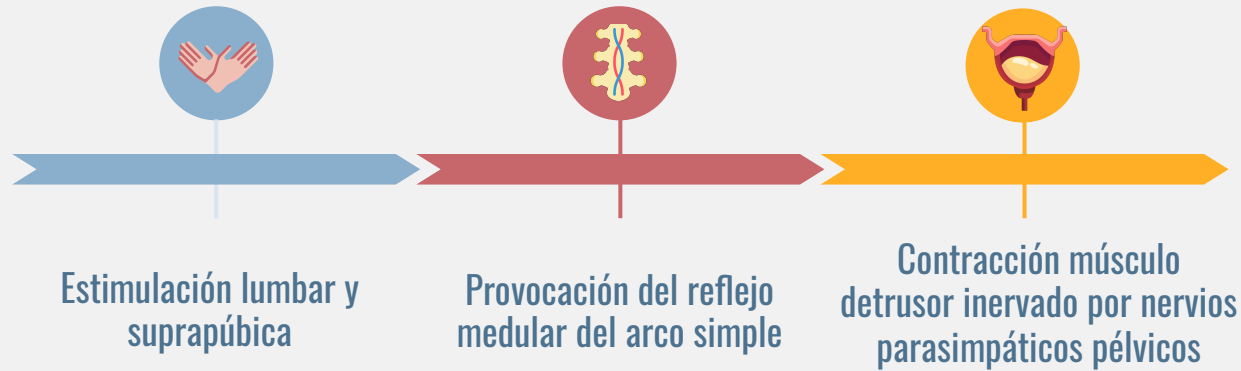 Estimulación lumbar y
suprapúbica
Provocación del reflejo
medular del arco simple
Contracción músculo
detrusor inervado por nervios
parasimpáticos pélvicos